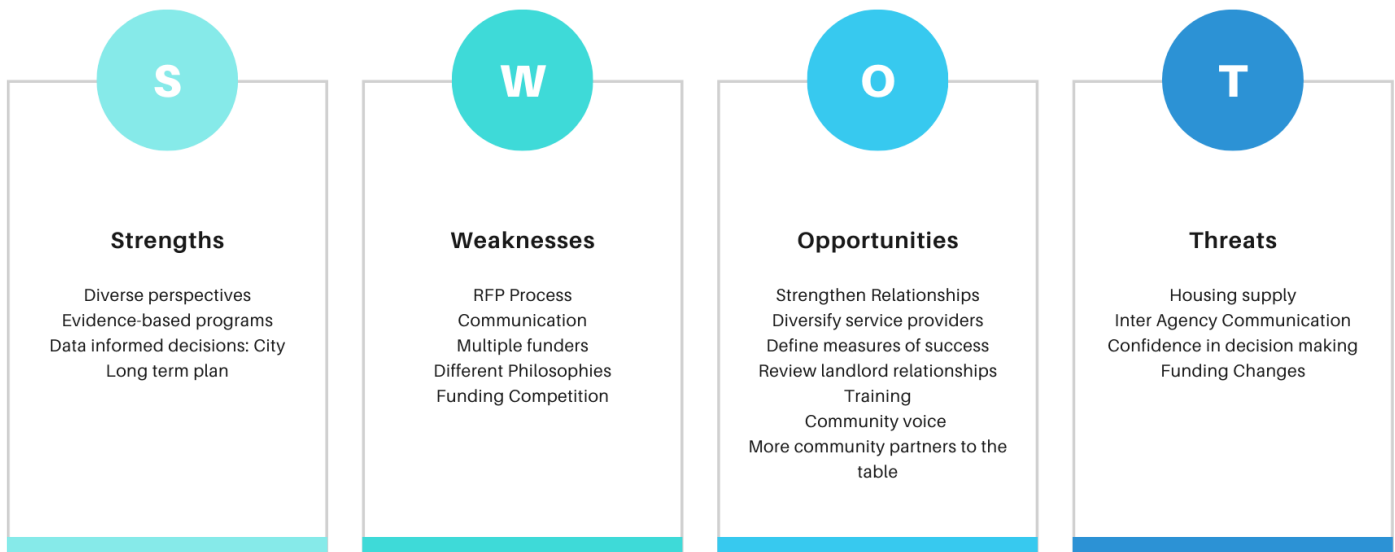 S
Strengths
Diverse perspectives
Evidence-based programs
Data informed decisions: City
Long term plan
W
Weaknesses
RFP Process
Communication
Multiple funders
Different Philosophies
Funding Competition
O
Opportunities
Strengthen Relationships
Diversify service providers
Define measures of success
Review landlord relationships
Training
Community voice
More community partners to the
table
T
Threats
Housing supply
Inter Agency Communication
Confidence in decision making
Funding Changes